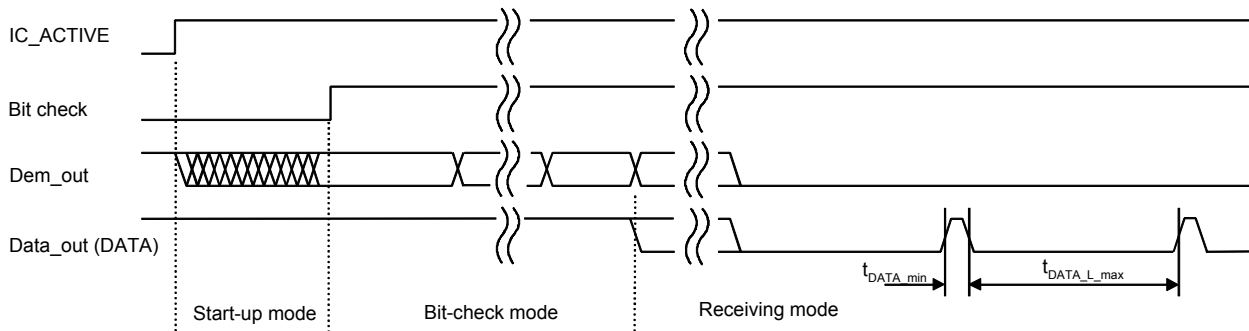 IC_ACTIVE
Bit check
Dem_out
Data_out (DATA)
tDATA_min
tDATA_L_max
Start-up mode
Bit-check mode
Receiving mode